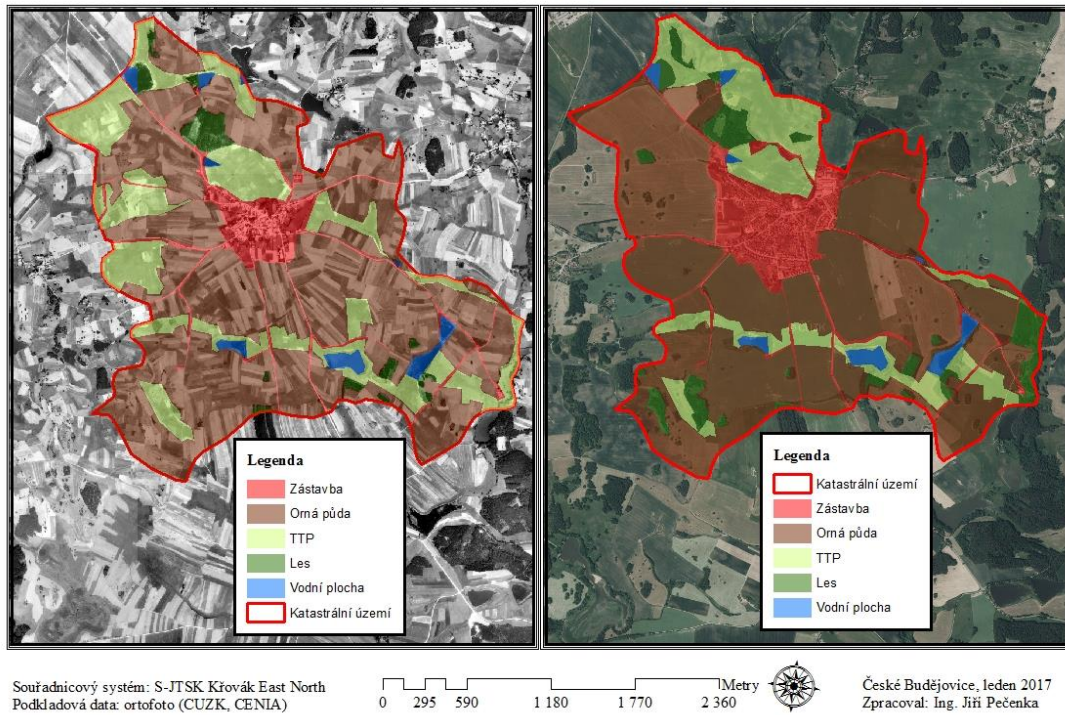 Legenda
Zástavba
Orná půda
TTP
Les
Vodní plocha
Katastrální území
Legenda
Katastrální území
Zástavba
Orná půda
TTP
Les
Vodní plocha
Souřadnicový systém: S-JTSK Křovák East North
Podkladová data: ortofoto (CUZK, CENIA)
Metry
0 295 590 1 180 1 770 2 360
České Budějovice, leden 2017
Zpracoval: Ing. Jiří Pečenka